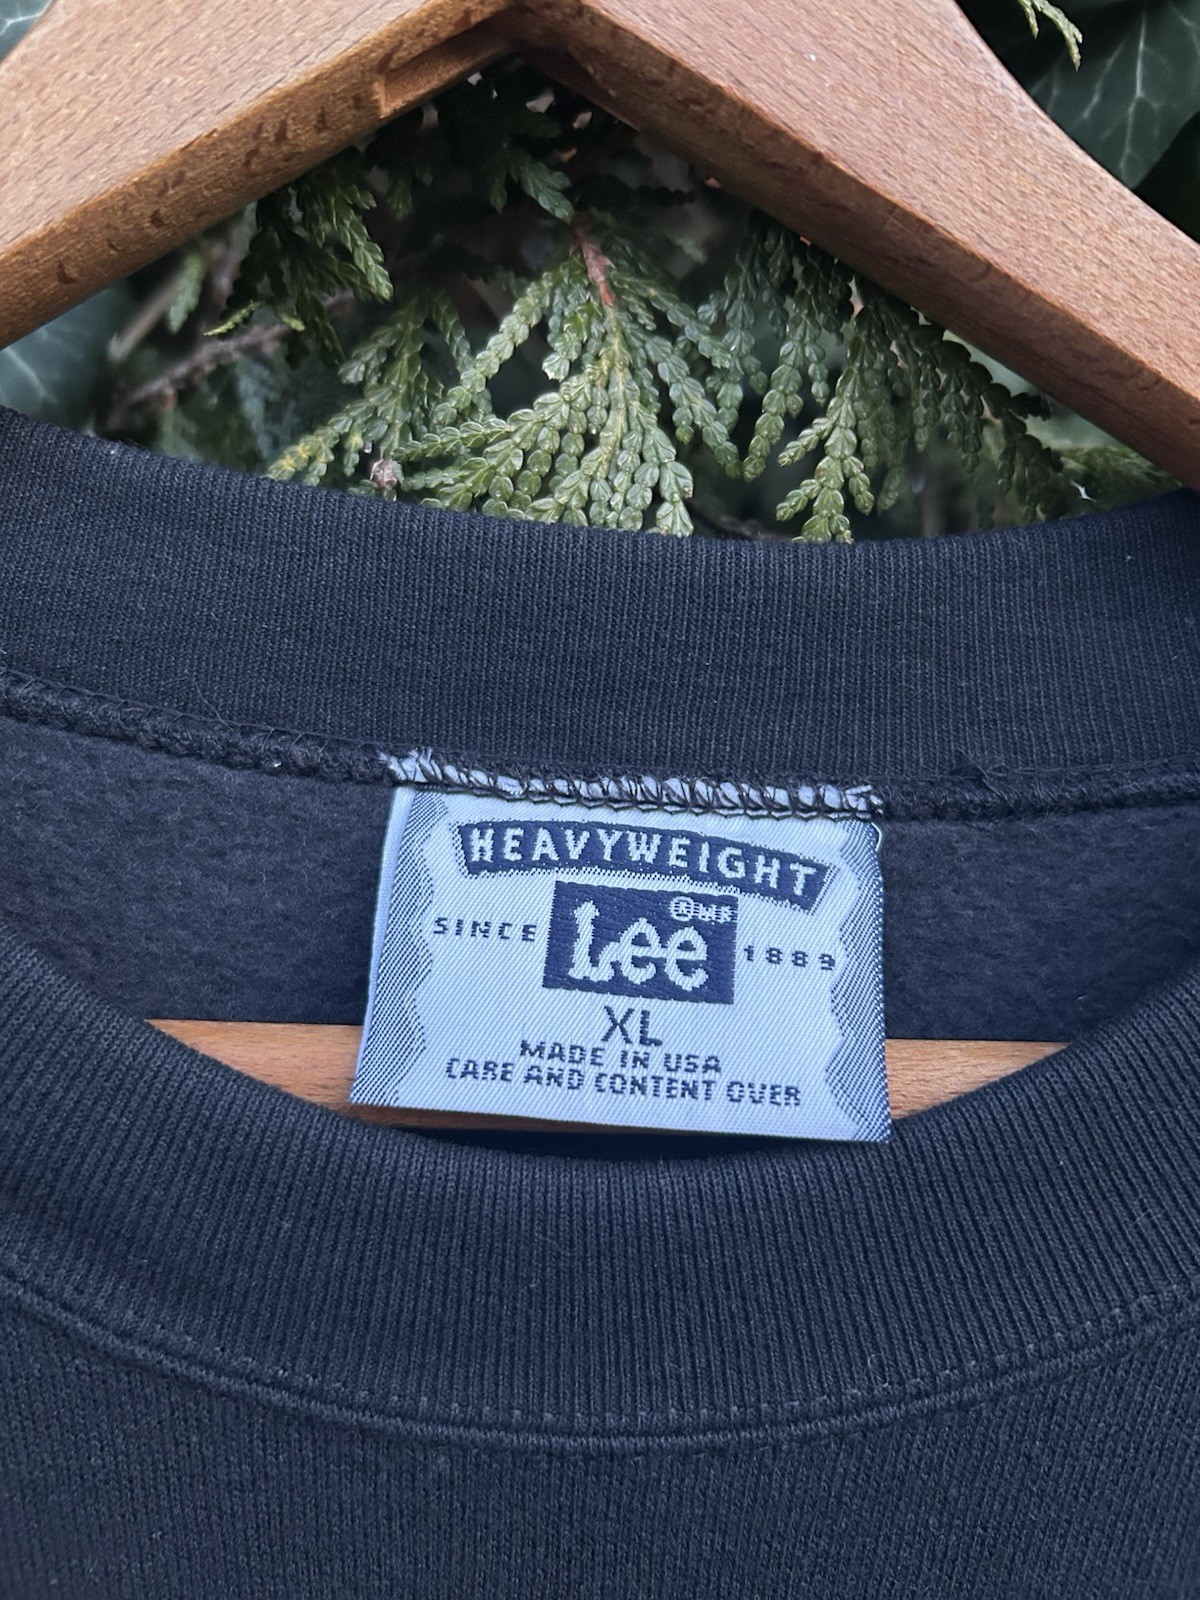 HEAVYWEIGHT
SINCE Lee ® 1889
XL
MADE IN USA
CARE AND CONTENT OVER